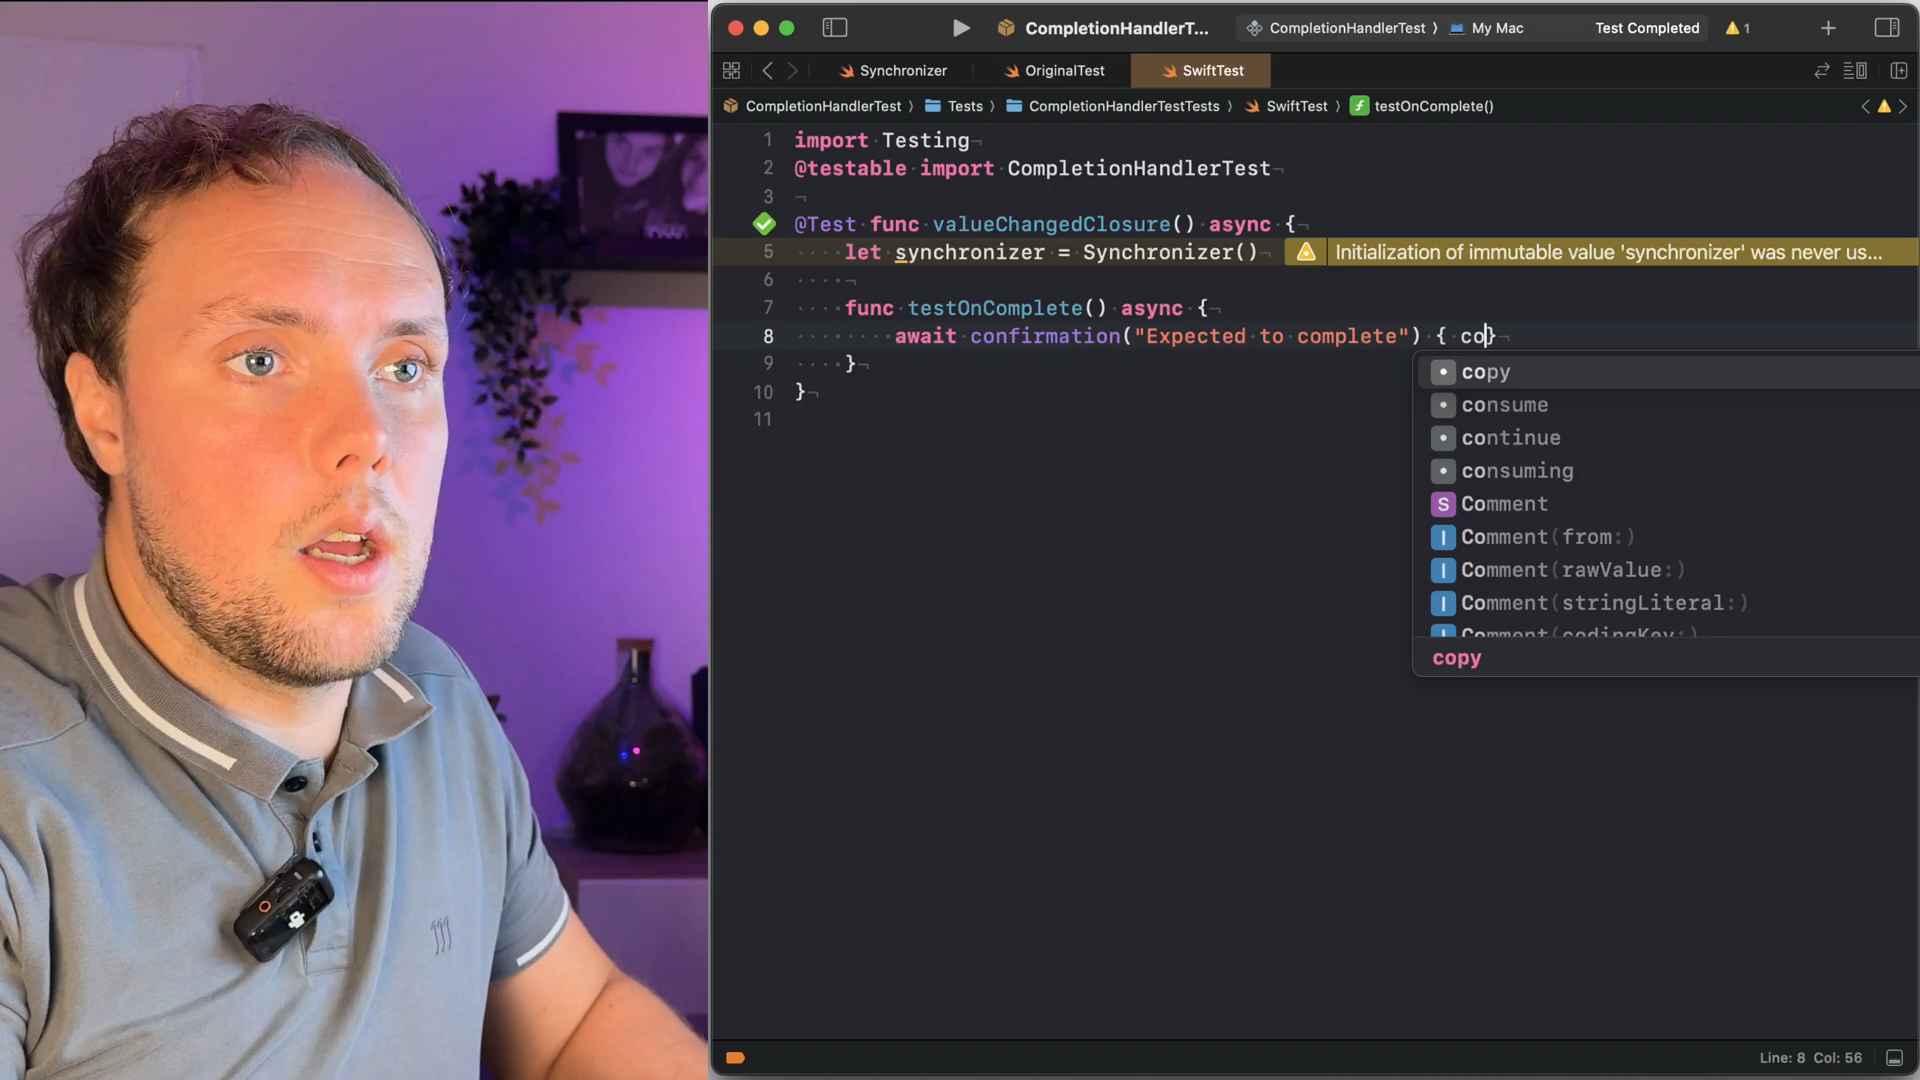 CompletionHandlerT...
CompletionHandlerTest
My Mac
Test Completed
1
Synchronizer
OriginalTest
SwiftTest
CompletionHandlerTest
Tests
CompletionHandlerTestTests
SwiftTest
testOnComplete()
1 import Testing
2 @testable import CompletionHandlerTest
3
@Test func valueChangedClosure() async {
5 let synchronizer = Synchronizer()
Initialization of immutable value 'synchronizer' was never us...
6
7 func testOnComplete() async {
8 await confirmation("Expected to complete") { co}
9 }
10 }
11
copy
consume
continue
consuming
S Comment
I Comment(from:)
I Comment(rawValue:)
I Comment(stringLiteral:)
I Comment(codingKey:)
copy
Line: 8 Col: 56